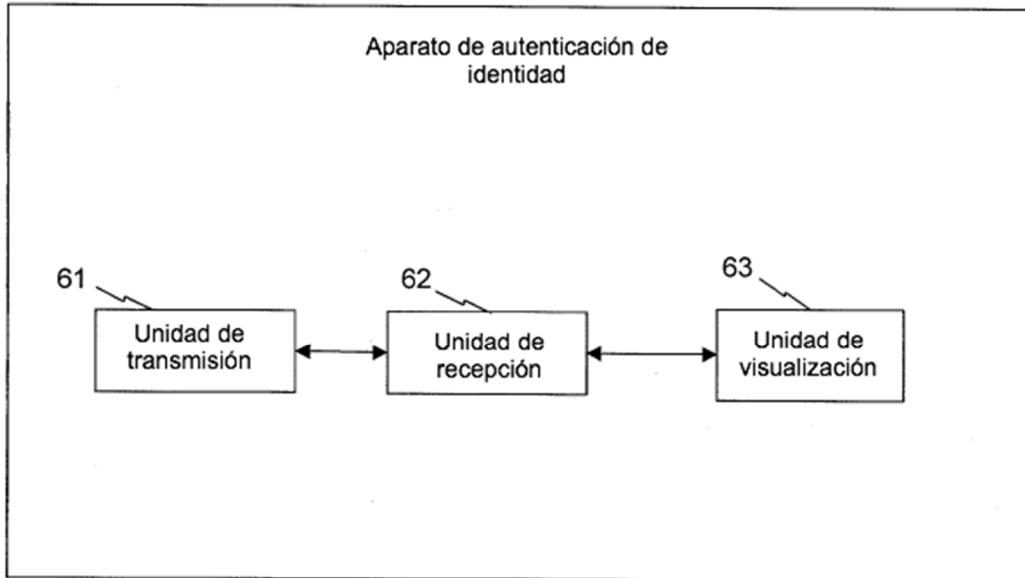 Aparato de autenticación de
identidad
61
62
63
Unidad de
transmisión
Unidad de
recepción
Unidad de
visualización